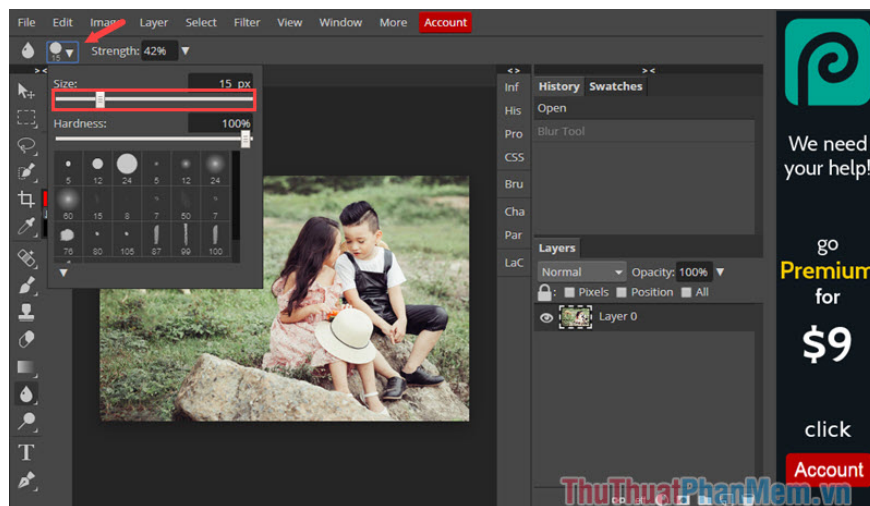 File Edit Image Layer Select Filter View Window More Account
15 Strength: 42%
Size: 15 px
Hardness: 100%
5 12 24 5 12 24
60 15 8 7 50 7
76 80 105 87 99 100
Inf
His
Pro
CSS
Bru
Cha
Par
LaC
History Swatches
Open
Blur Tool
Layers
Normal Opacity: 100%
: Pixels Position All
Layer 0
T
We need
your help!
go
Premium
for
$9
click
Account
ThuThuatPhanMem.vn